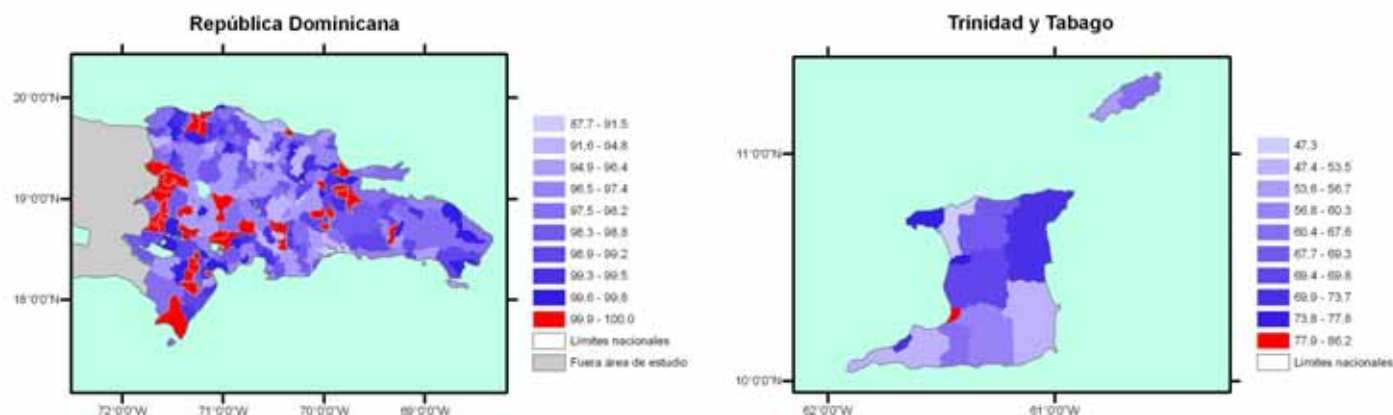 República Dominicana
20°0'0"N
19°0'0"N
18°0'0"N
72°0'0"W
71°0'0"W
70°0'0"W
69°0'0"W
87.7 - 91.5
91.6 - 94.8
94.9 - 96.4
96.5 - 97.4
97.5 - 98.2
98.3 - 98.8
98.9 - 99.2
99.3 - 99.5
99.6 - 99.8
99.9 - 100.0
Límites nacionales
Fuera área de estudio
Trinidad y Tabago
11°0'0"N
10°0'0"N
62°0'0"W
61°0'0"W
47.3
47.4 - 53.5
53.6 - 56.7
56.8 - 60.3
60.4 - 67.6
67.7 - 69.3
69.4 - 69.8
69.9 - 73.7
73.8 - 77.8
77.9 - 86.2
Límites nacionales